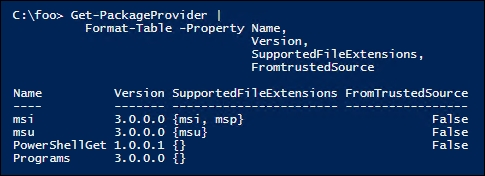 C:\foo> Get-PackageProvider |
Format-Table -Property Name,
Version,
SupportedFileExtensions,
FromtrustedSource
Name Version SupportedFileExtensions FromTrustedSource
---- ------- ----------------------- -----------------
msi 3.0.0.0 {msi, msp} False
msu 3.0.0.0 {msu} False
PowerShellGet 1.0.0.1 {} False
Programs 3.0.0.0 {}